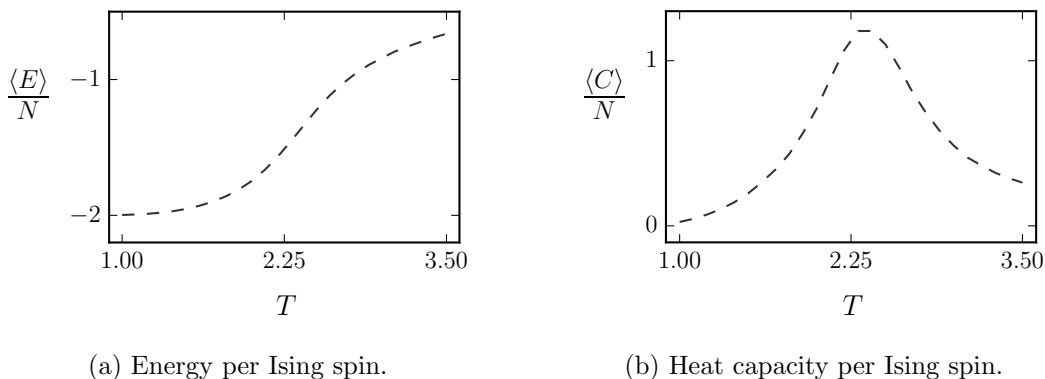 ⟨E⟩
N
−1
−2
1.00 2.25 3.50
T
(a) Energy per Ising spin.
⟨C⟩
N
1
0
1.00 2.25 3.50
T
(b) Heat capacity per Ising spin.